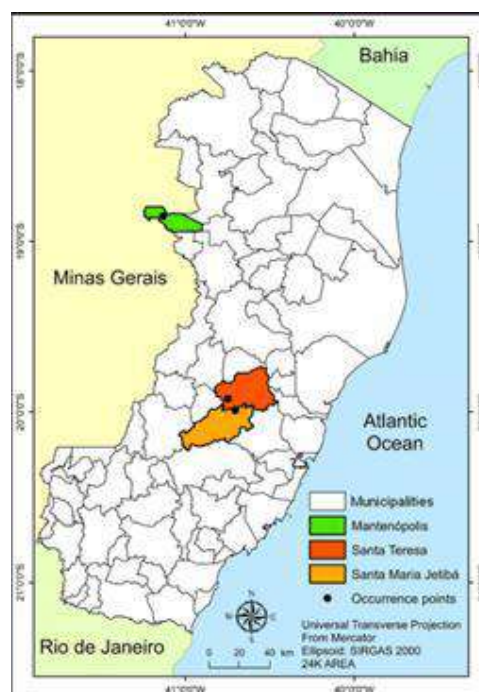 41°0'0"W 40°0'0"W
Bahia
18°0'0"S
19°0'0"S
Minas Gerais
20°0'0"S
Atlantic
Ocean
Municipalities
Mantenópolis
Santa Teresa
Santa Maria Jetibá
Occurrence points
21°0'0"S
N
Universal Transverse Projection
From Mercator
Ellipsoid: SIRGAS 2000
24K AREA
Rio de Janeiro
0 20 40 km
41°0'0"W 40°0'0"W